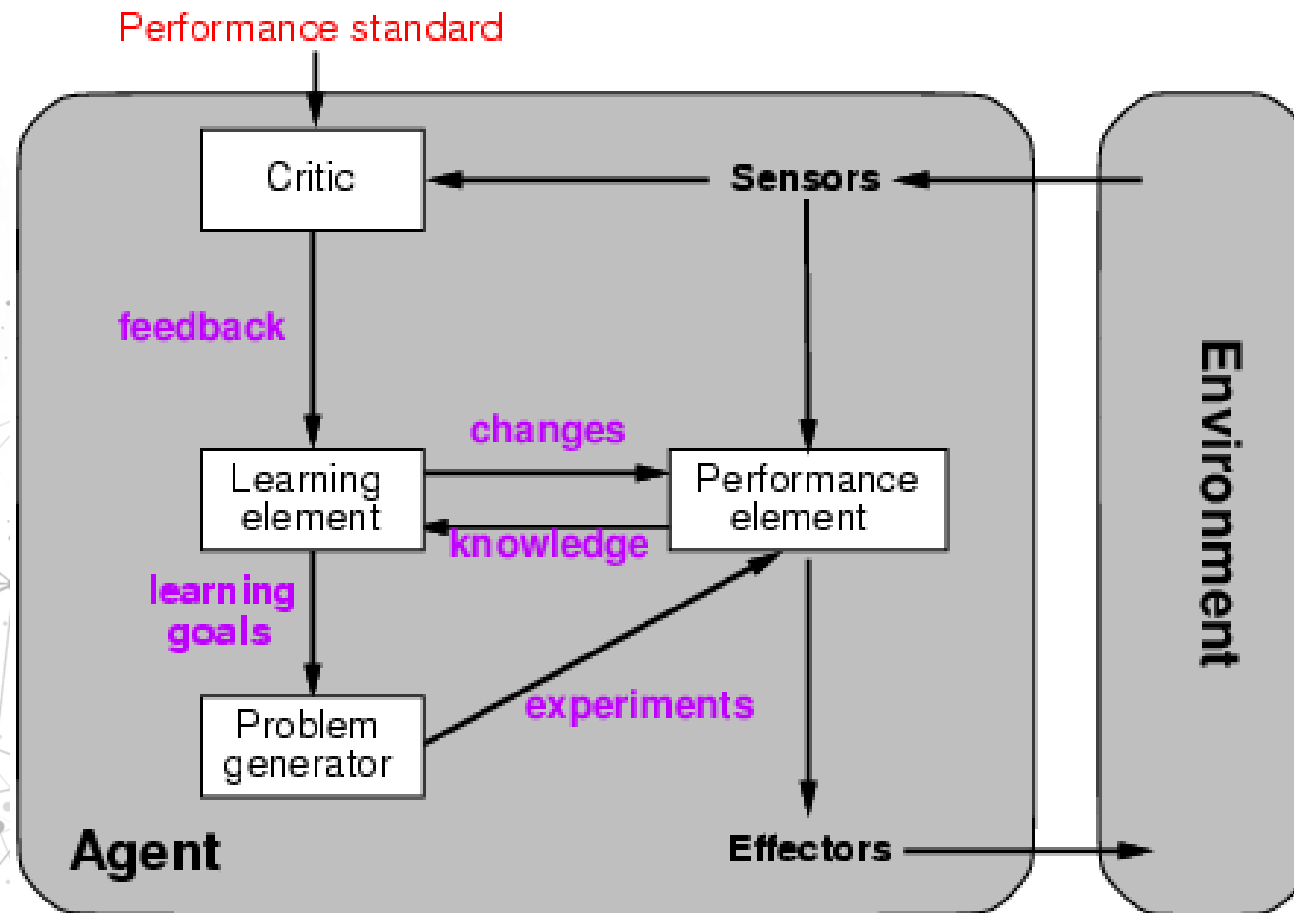 Performance standard
Critic
Sensors
feedback
changes
Learning
element
Performance
element
knowledge
learning
goals
experiments
Problem
generator
Agent
Effectors
Environment